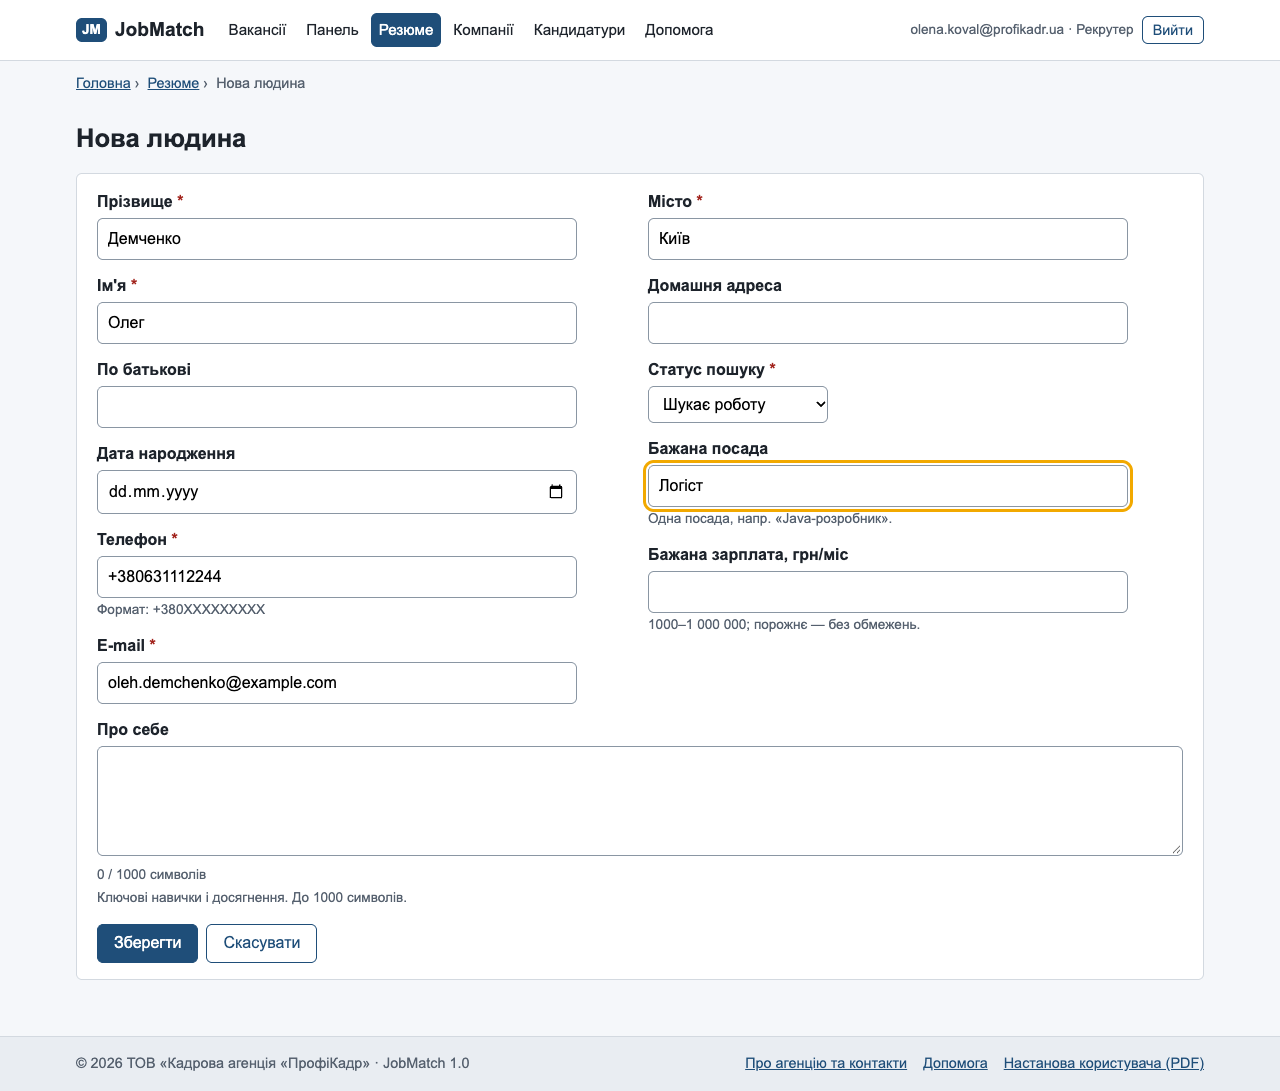 JM JobMatch Вакансії Панель Резюме Компанії Кандидатури Допомога olena.koval@profikadr.ua · Рекрутер Вийти
Головна › Резюме › Нова людина
Нова людина
Прізвище *
Демченко
Ім'я *
Олег
По батькові
Дата народження
dd.mm.yyyy
Телефон *
+380631112244
Формат: +380XXXXXXXXX
E-mail *
oleh.demchenko@example.com
Місто *
Київ
Домашня адреса
Статус пошуку *
Шукає роботу
Бажана посада
Логіст
Одна посада, напр. «Java-розробник».
Бажана зарплата, грн/міс
1000–1 000 000; порожнє — без обмежень.
Про себе
0 / 1000 символів
Ключові навички і досягнення. До 1000 символів.
Зберегти Скасувати
© 2026 ТОВ «Кадрова агенція «ПрофіКадр» · JobMatch 1.0 Про агенцію та контакти Допомога Настанова користувача (PDF)